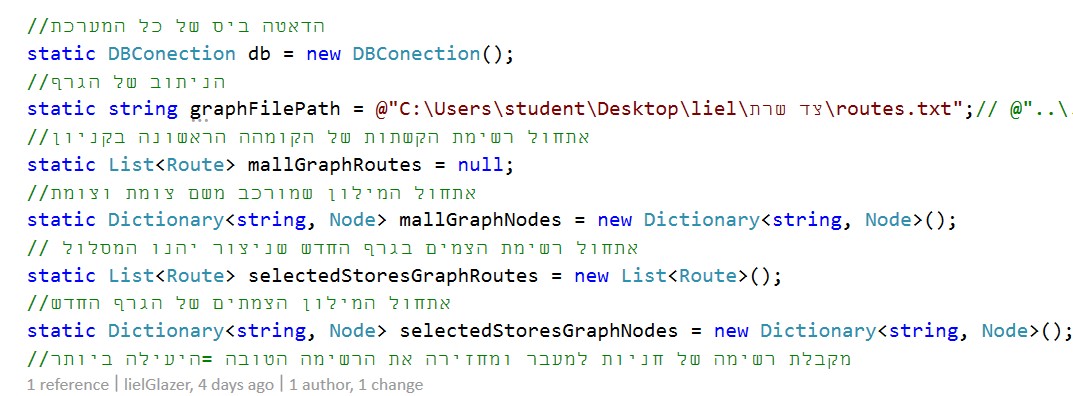 //הדאטה ביס של כל המערכת
static DBConection db = new DBConection();
//הניתוב של הגרף
static string graphFilePath = @"C:\Users\student\Desktop\liel\צד שרת\routes.txt";// @"..\.
//אתחול רשימת הקשתות של הקומהה הראשונה בקניון
static List<Route> mallGraphRoutes = null;
//אתחול המילון שמורכב משם צומת וצומת
static Dictionary<string, Node> mallGraphNodes = new Dictionary<string, Node>();
// אתחול רשימת הצמים בגרף החדש שניצור יהנו המסלול
static List<Route> selectedStoresGraphRoutes = new List<Route>();
//אתחול המילון הצמתים של הגרף החדש
static Dictionary<string, Node> selectedStoresGraphNodes = new Dictionary<string, Node>();
//מקבלת רשימה של חניות למעבר ומחזירה את הרשימה הטובה =היעילה ביותר
1 reference | lielGlazer, 4 days ago | 1 author, 1 change